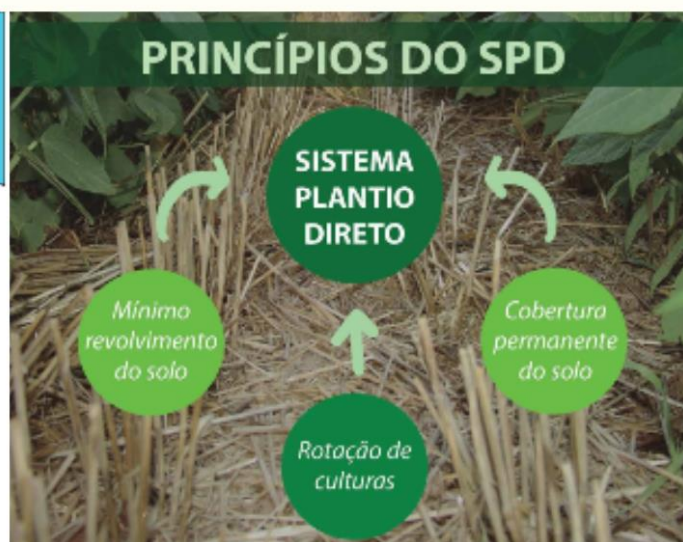 PRINCÍPIOS DO SPD
SISTEMA
PLANTIO
DIRETO
Mínimo
revolvimento
do solo
Cobertura
permanente
do solo
Rotação de
culturas